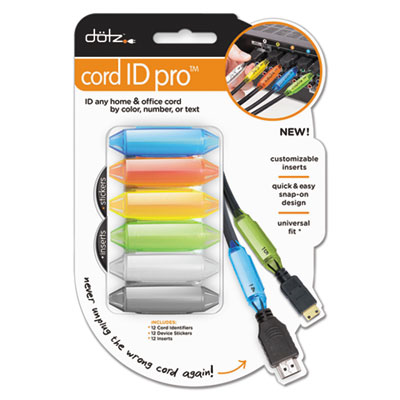 dötz
cord ID pro™
ID any home & office cord
by color, number, or text
NEW!
customizable
inserts
quick & easy
snap-on
design
universal
fit *
+ stickers
+ inserts
INCLUDES:
• 12 Cord Identifiers
• 12 Device Stickers
• 12 Inserts
never unplug the wrong cord again!